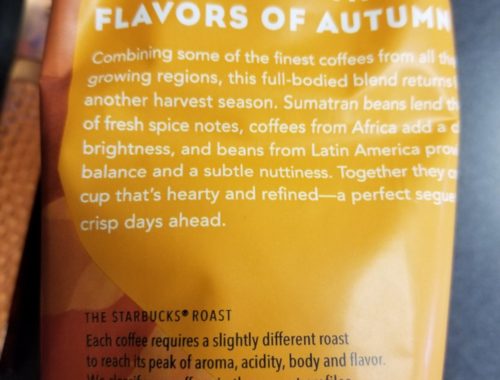 FLAVORS OF AUTUMN
Combining some of the finest coffees from all
growing regions, this full-bodied blend returns
another harvest season. Sumatran beans lend
of fresh spice notes, coffees from Africa add a
brightness, and beans from Latin America
balance and a subtle nuttiness. Together they
cup that's hearty and refined—a perfect segue
crisp days ahead.
THE STARBUCKS® ROAST
Each coffee requires a slightly different roast
to reach its peak of aroma, acidity, body and flavor.